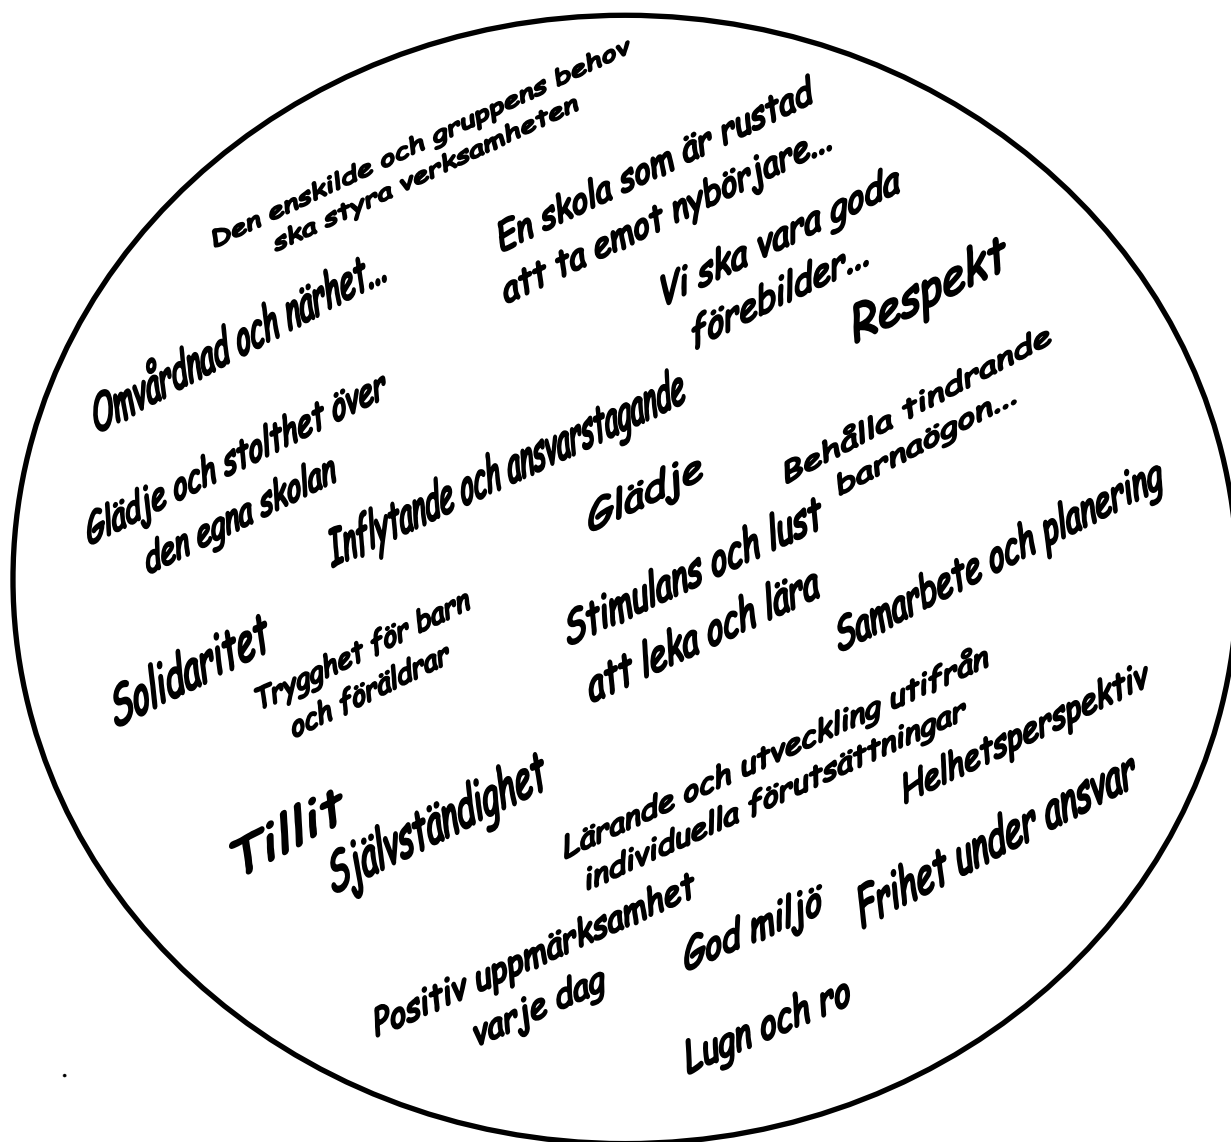 Den enskilde och gruppens behov
ska styra verksamheten
En skola som är rustad
att ta emot nybörjare...
Vi ska vara goda
förebilder...
Respekt
Omvårdnad och närhet...
Glädje och stolthet över
den egna skolan
Inflytande och ansvarstagande
Glädje
Behålla tindrande
barnaögon...
Stimulans och lust
att leka och lära
Samarbete och planering
Solidaritet
Trygghet för barn
och föräldrar
Lärande och utveckling utifrån
individuella förutsättningar
Helhetsperspektiv
Tillit
Självständighet
Frihet under ansvar
God miljö
Positiv uppmärksamhet
varje dag
Lugn och ro